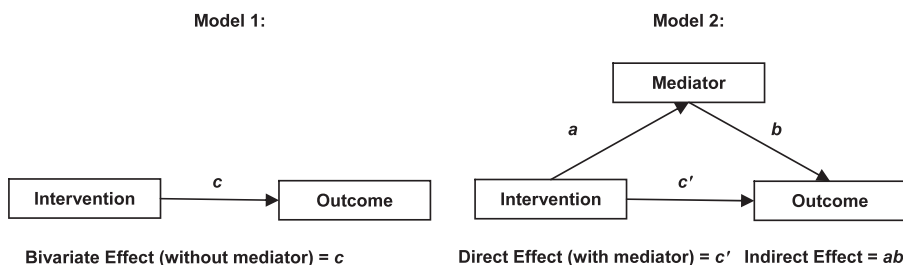 Model 1:
Intervention
c
Outcome
Bivariate Effect (without mediator) = c
Model 2:
Mediator
a
b
Intervention
c′
Outcome
Direct Effect (with mediator) = c′ Indirect Effect = ab